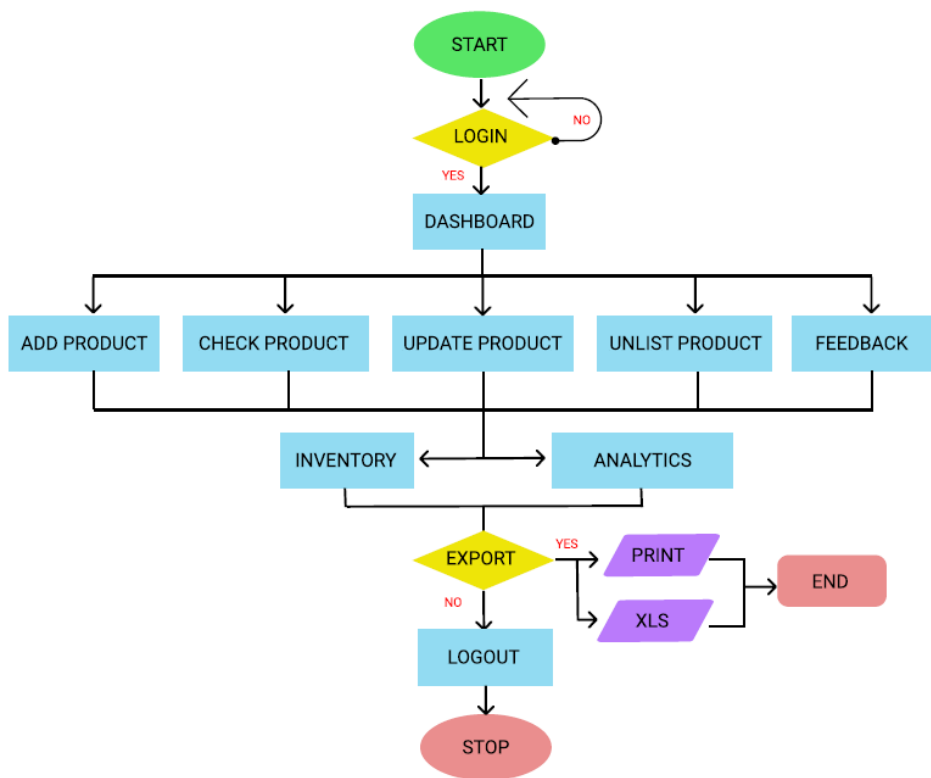 START
NO
LOGIN
YES
DASHBOARD
ADD PRODUCT
CHECK PRODUCT
UPDATE PRODUCT
UNLIST PRODUCT
FEEDBACK
INVENTORY
ANALYTICS
EXPORT
YES
PRINT
END
NO
XLS
LOGOUT
STOP